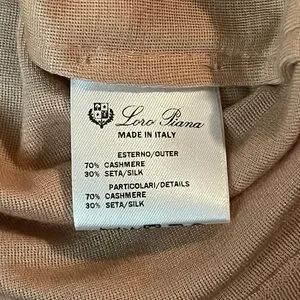 Loro Piana
MADE IN ITALY
ESTERNO/OUTER
70% CASHMERE
30% SETA/SILK
PARTICOLARI/DETAILS
70% CASHMERE
30% SETA/SILK